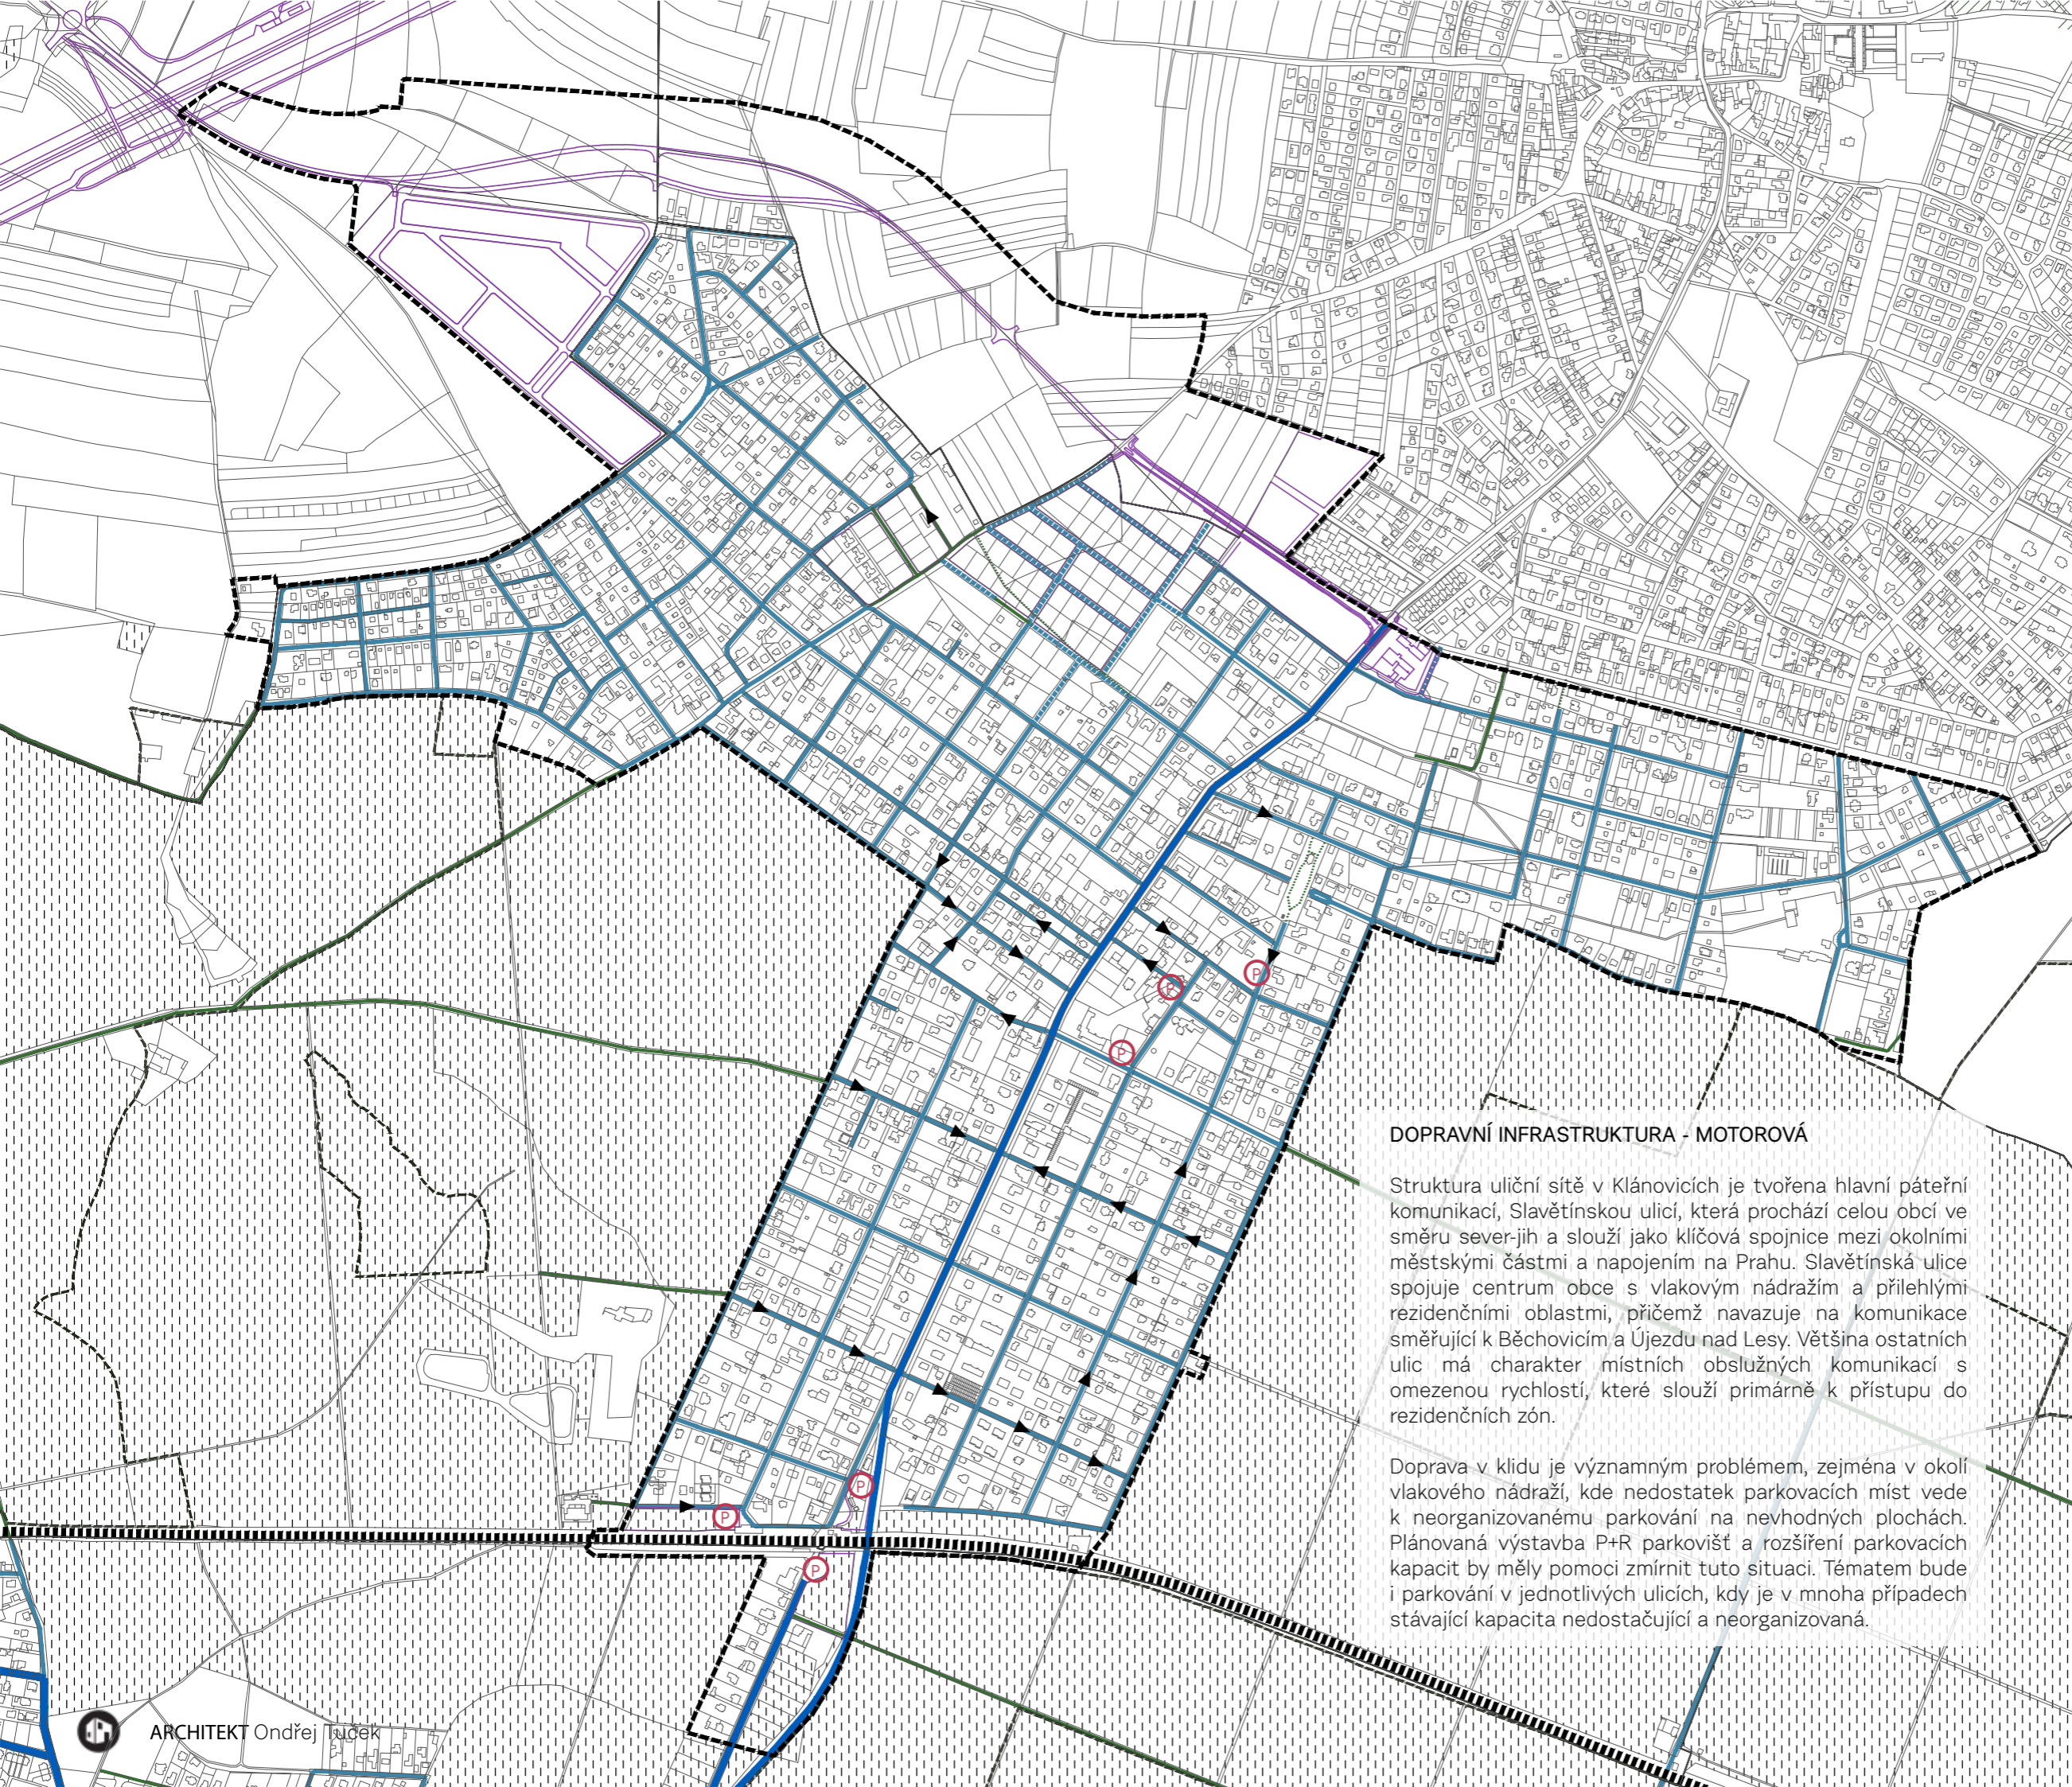 P
P
P
DOPRAVNÍ INFRASTRUKTURA - MOTOROVÁ
Struktura uliční sítě v Klánovicích je tvořena hlavní páteřní
komunikací, Slavětínskou ulicí, která prochází celou obcí ve
směru sever-jih a slouží jako klíčová spojnice mezi okolními
městskými částmi a napojením na Prahu. Slavětínská ulice
spojuje centrum obce s vlakovým nádražím a přilehlými
rezidenčními oblastmi, přičemž navazuje na komunikace
směřující k Běchovicím a Újezdu nad Lesy. Většina ostatních
ulic má charakter místních obslužných komunikací s
omezenou rychlostí, které slouží primárně k přístupu do
rezidenčních zón.
Doprava v klidu je významným problémem, zejména v okolí
vlakového nádraží, kde nedostatek parkovacích míst vede
k neorganizovanému parkování na nevhodných plochách.
Plánovaná výstavba P+R parkovišť a rozšíření parkovacích
kapacit by měly pomoci zmírnit tuto situaci. Tématem bude
i parkování v jednotlivých ulicích, kdy je v mnoha případech
stávající kapacita nedostačující a neorganizovaná.
P
P
P
ARCHITEKT Ondřej Tuček